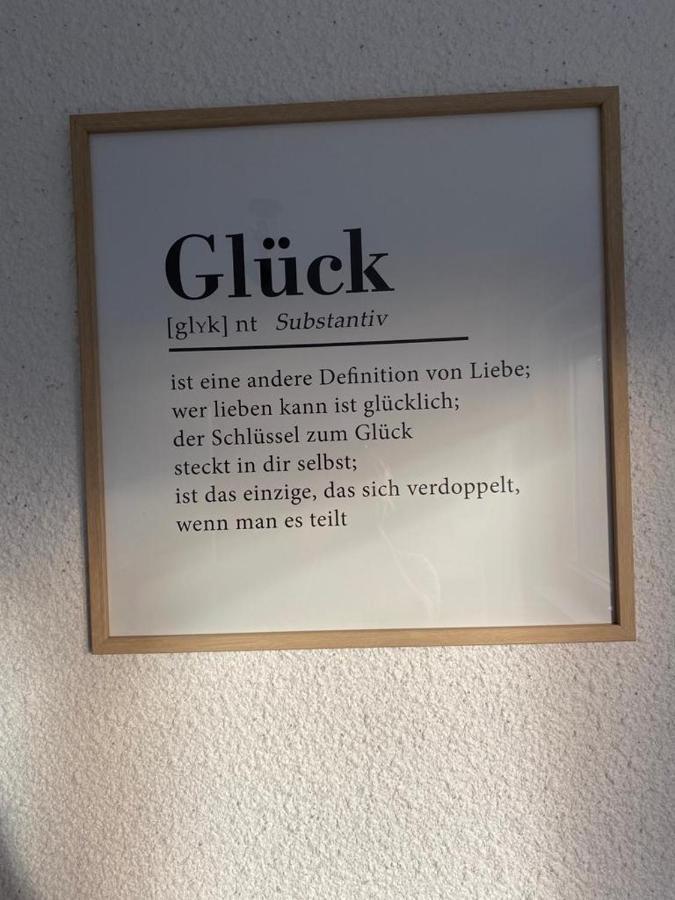 Glück
[glʏk] nt Substantiv
ist eine andere Definition von Liebe;
wer lieben kann ist glücklich;
der Schlüssel zum Glück
steckt in dir selbst;
ist das einzige, das sich verdoppelt,
wenn man es teilt